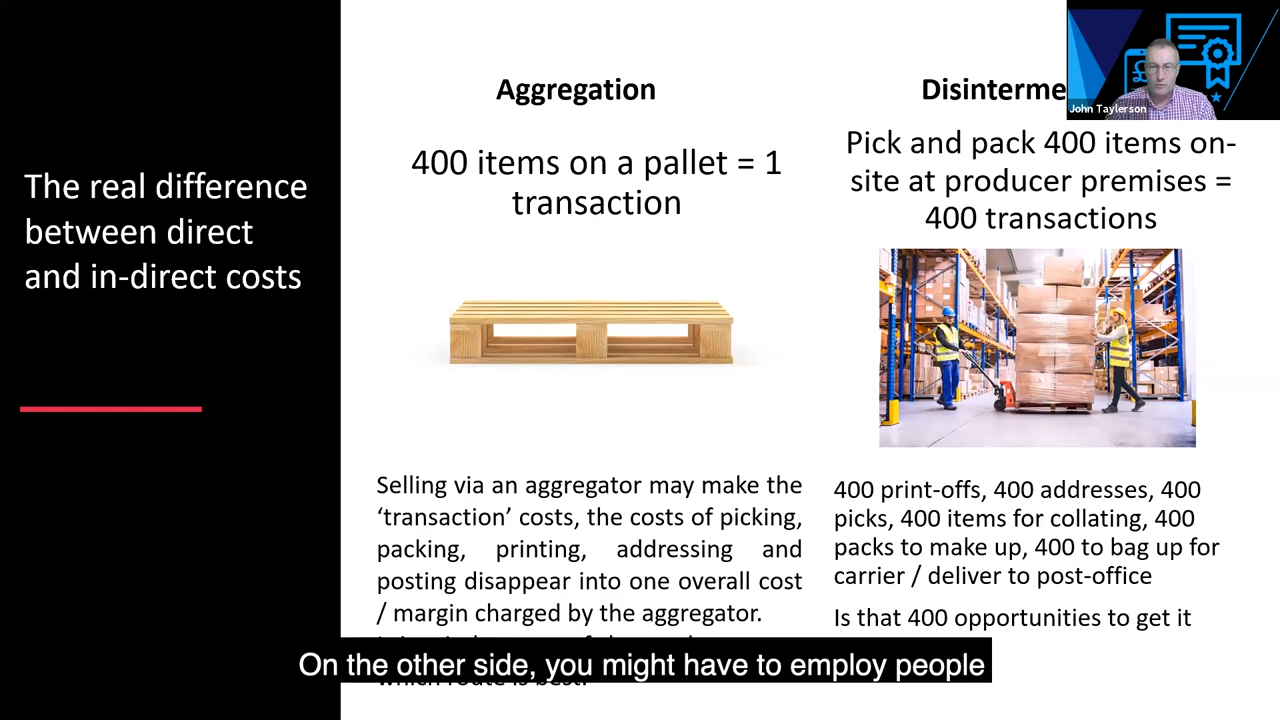 The real difference
between direct
and in-direct costs
Aggregation
400 items on a pallet = 1
transaction
Selling via an aggregator may make the
‘transaction’ costs, the costs of picking,
packing, printing, addressing and
posting disappear into one overall cost
/ margin charged by the aggregator.
Disinterme
Pick and pack 400 items on-
site at producer premises =
400 transactions
400 print-offs, 400 addresses, 400
picks, 400 items for collating, 400
packs to make up, 400 to bag up for
carrier / deliver to post-office
Is that 400 opportunities to get it
John Taylerson
On the other side, you might have to employ people